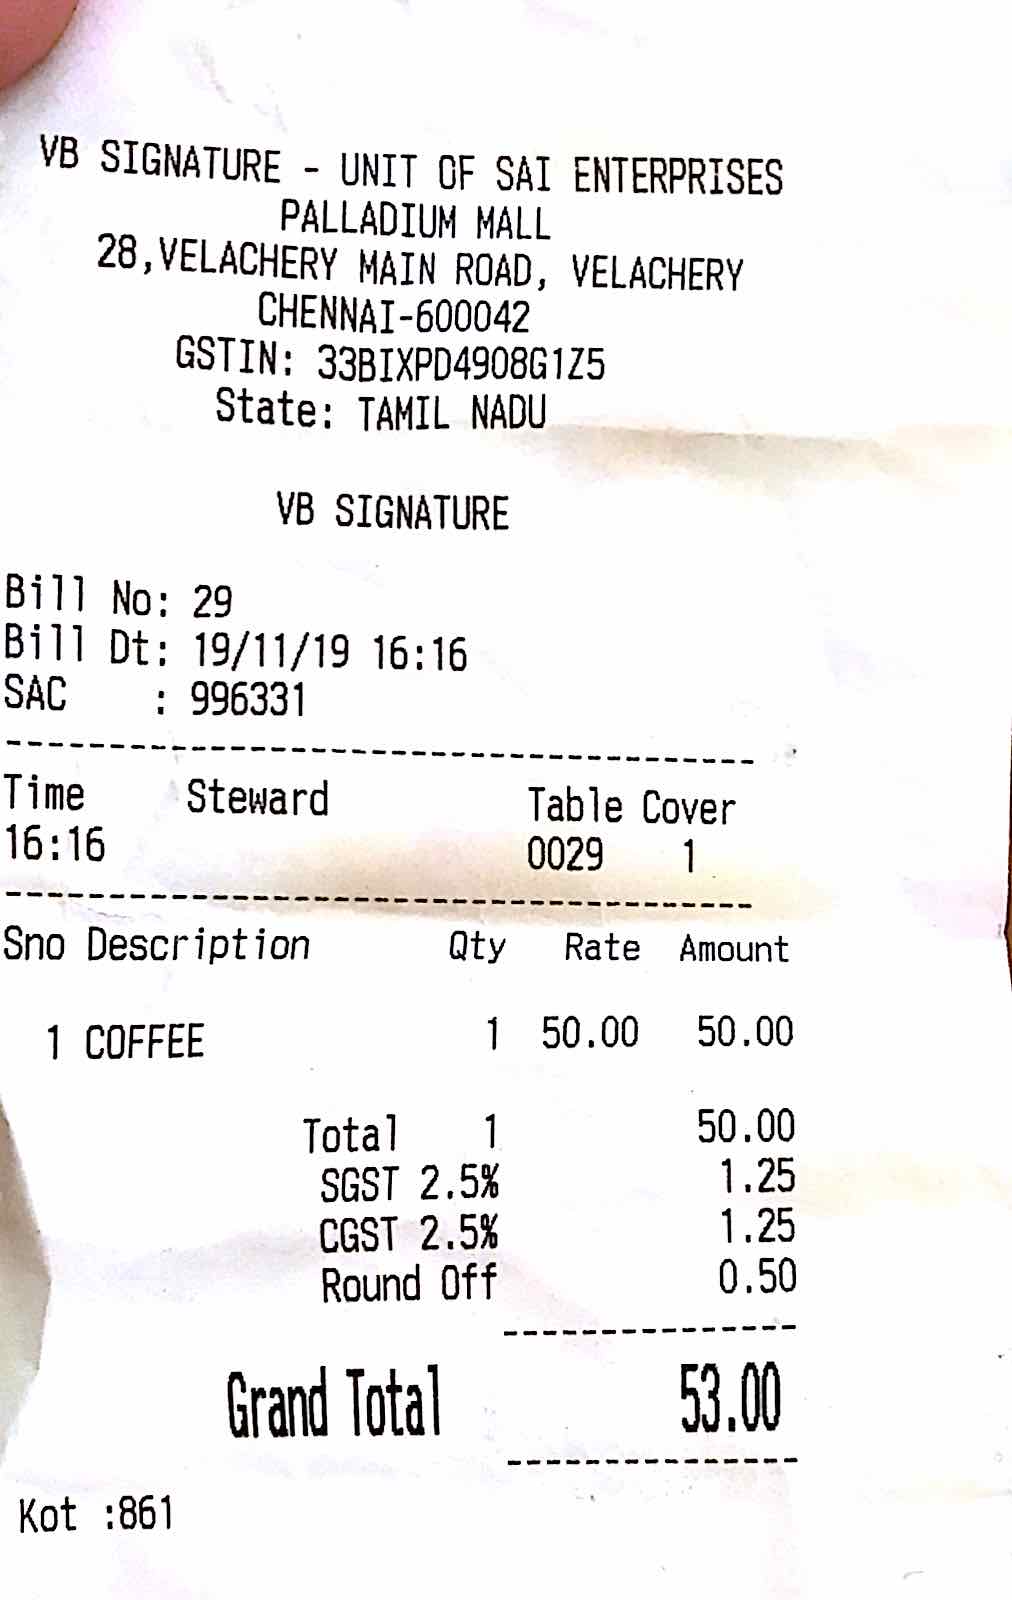 VB SIGNATURE - UNIT OF SAI ENTERPRISES
PALLADIUM MALL
28,VELACHERY MAIN ROAD, VELACHERY
CHENNAI-600042
GSTIN: 33BIXPD4908G1Z5
State: TAMIL NADU
VB SIGNATURE
Bill No: 29
Bill Dt: 19/11/19 16:16
SAC : 996331
---------------------------------------
Time Steward Table Cover
16:16 0029 1
---------------------------------------
Sno Description Qty Rate Amount
1 COFFEE 1 50.00 50.00
Total 1 50.00
SGST 2.5% 1.25
CGST 2.5% 1.25
Round Off 0.50
---------------
Grand Total 53.00
---------------
Kot :861